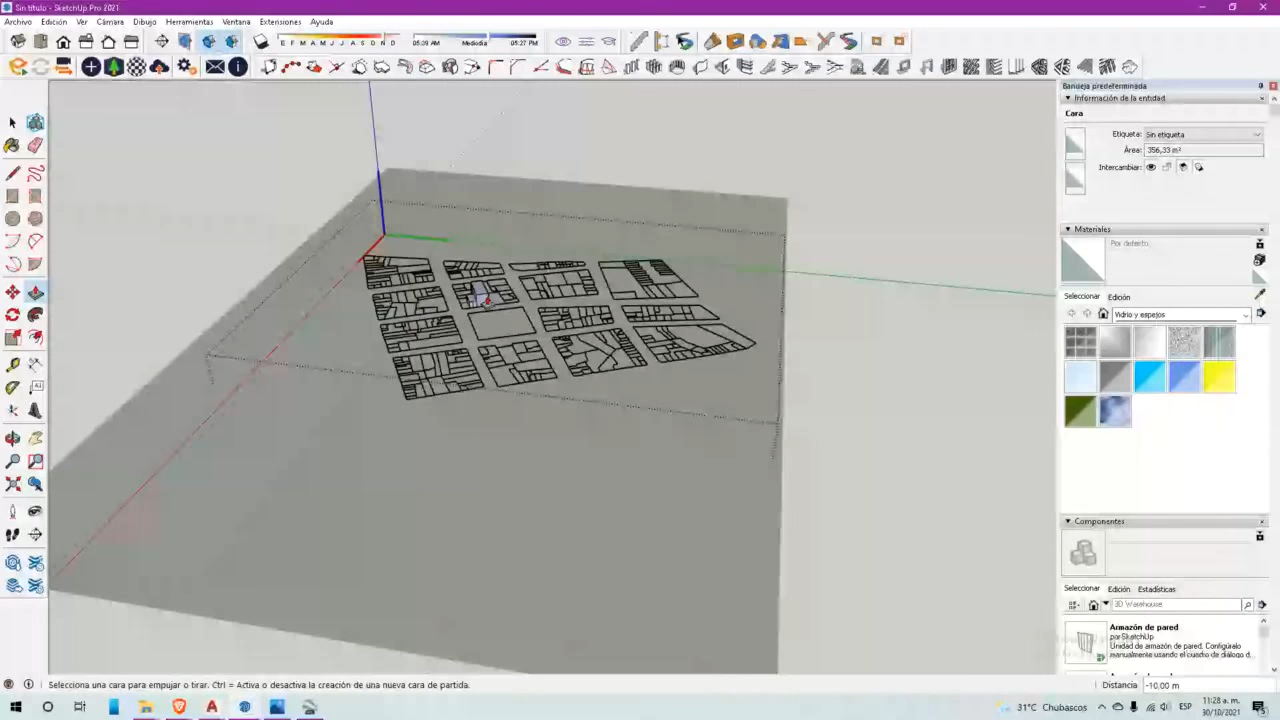 Sin título - SketchUp Pro 2021
Archivo Edición Ver Cámara Dibujo Herramientas Ventana Extensiones Ayuda
E F M A M J J A S O N D
05:39 AM Mediodía 05:27 PM
Bandeja predeterminada
Información de la entidad
Cara
Etiqueta: Sin etiqueta
Área: 356,33 m²
Intercambiar:
Materiales
Por defecto
Seleccionar Edición
Vidrio y espejos
Componentes
Seleccionar Edición Estadísticas
3D Warehouse
Armazón de pared
por SketchUp
Unidad de armazón de pared. Configúralo
manualmente usando el cuadro de diálogo d...
Selecciona una cara para empujar o tirar. Ctrl = Activa o desactiva la creación de una nueva cara de partida.
Distancia -10,00 m
31°C Chubascos
ESP
11:28 a. m.
30/10/2021